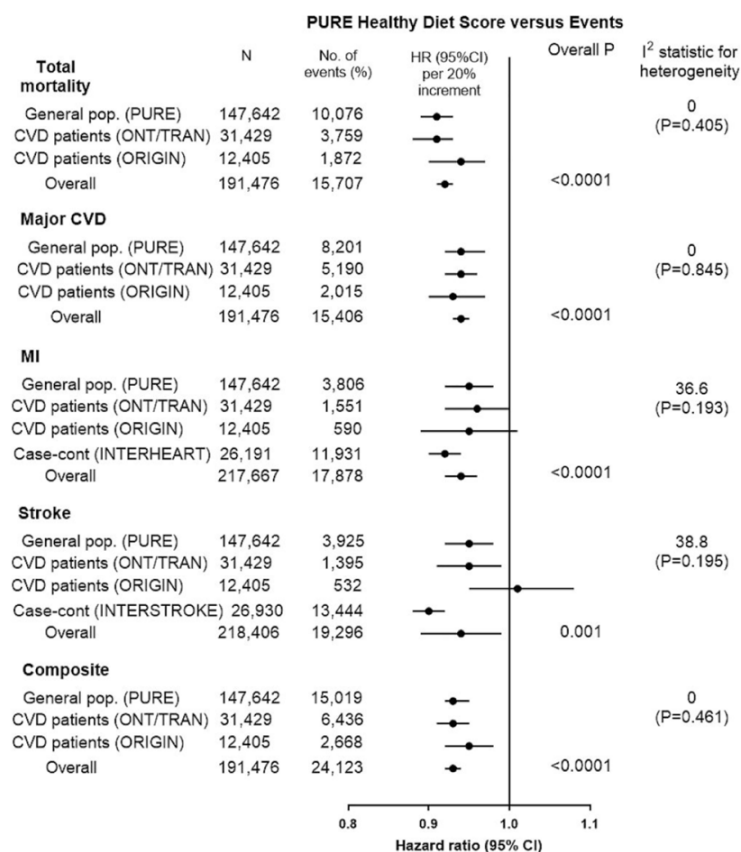 PURE Healthy Diet Score versus Events
N No. of events (%) HR (95%CI) per 20% increment Overall P I² statistic for heterogeneity
Total mortality
General pop. (PURE) 147,642 10,076 0 (P=0.405)
CVD patients (ONT/TRAN) 31,429 3,759
CVD patients (ORIGIN) 12,405 1,872
Overall 191,476 15,707 <0.0001
Major CVD
General pop. (PURE) 147,642 8,201 0 (P=0.845)
CVD patients (ONT/TRAN) 31,429 5,190
CVD patients (ORIGIN) 12,405 2,015
Overall 191,476 15,406 <0.0001
MI
General pop. (PURE) 147,642 3,806 36.6 (P=0.193)
CVD patients (ONT/TRAN) 31,429 1,551
CVD patients (ORIGIN) 12,405 590
Case-cont (INTERHEART) 26,191 11,931
Overall 217,667 17,878 <0.0001
Stroke
General pop. (PURE) 147,642 3,925 38.8 (P=0.195)
CVD patients (ONT/TRAN) 31,429 1,395
CVD patients (ORIGIN) 12,405 532
Case-cont (INTERSTROKE) 26,930 13,444
Overall 218,406 19,296 0.001
Composite
General pop. (PURE) 147,642 15,019 0 (P=0.461)
CVD patients (ONT/TRAN) 31,429 6,436
CVD patients (ORIGIN) 12,405 2,668
Overall 191,476 24,123 <0.0001
0.8 0.9 1.0 1.1
Hazard ratio (95% CI)